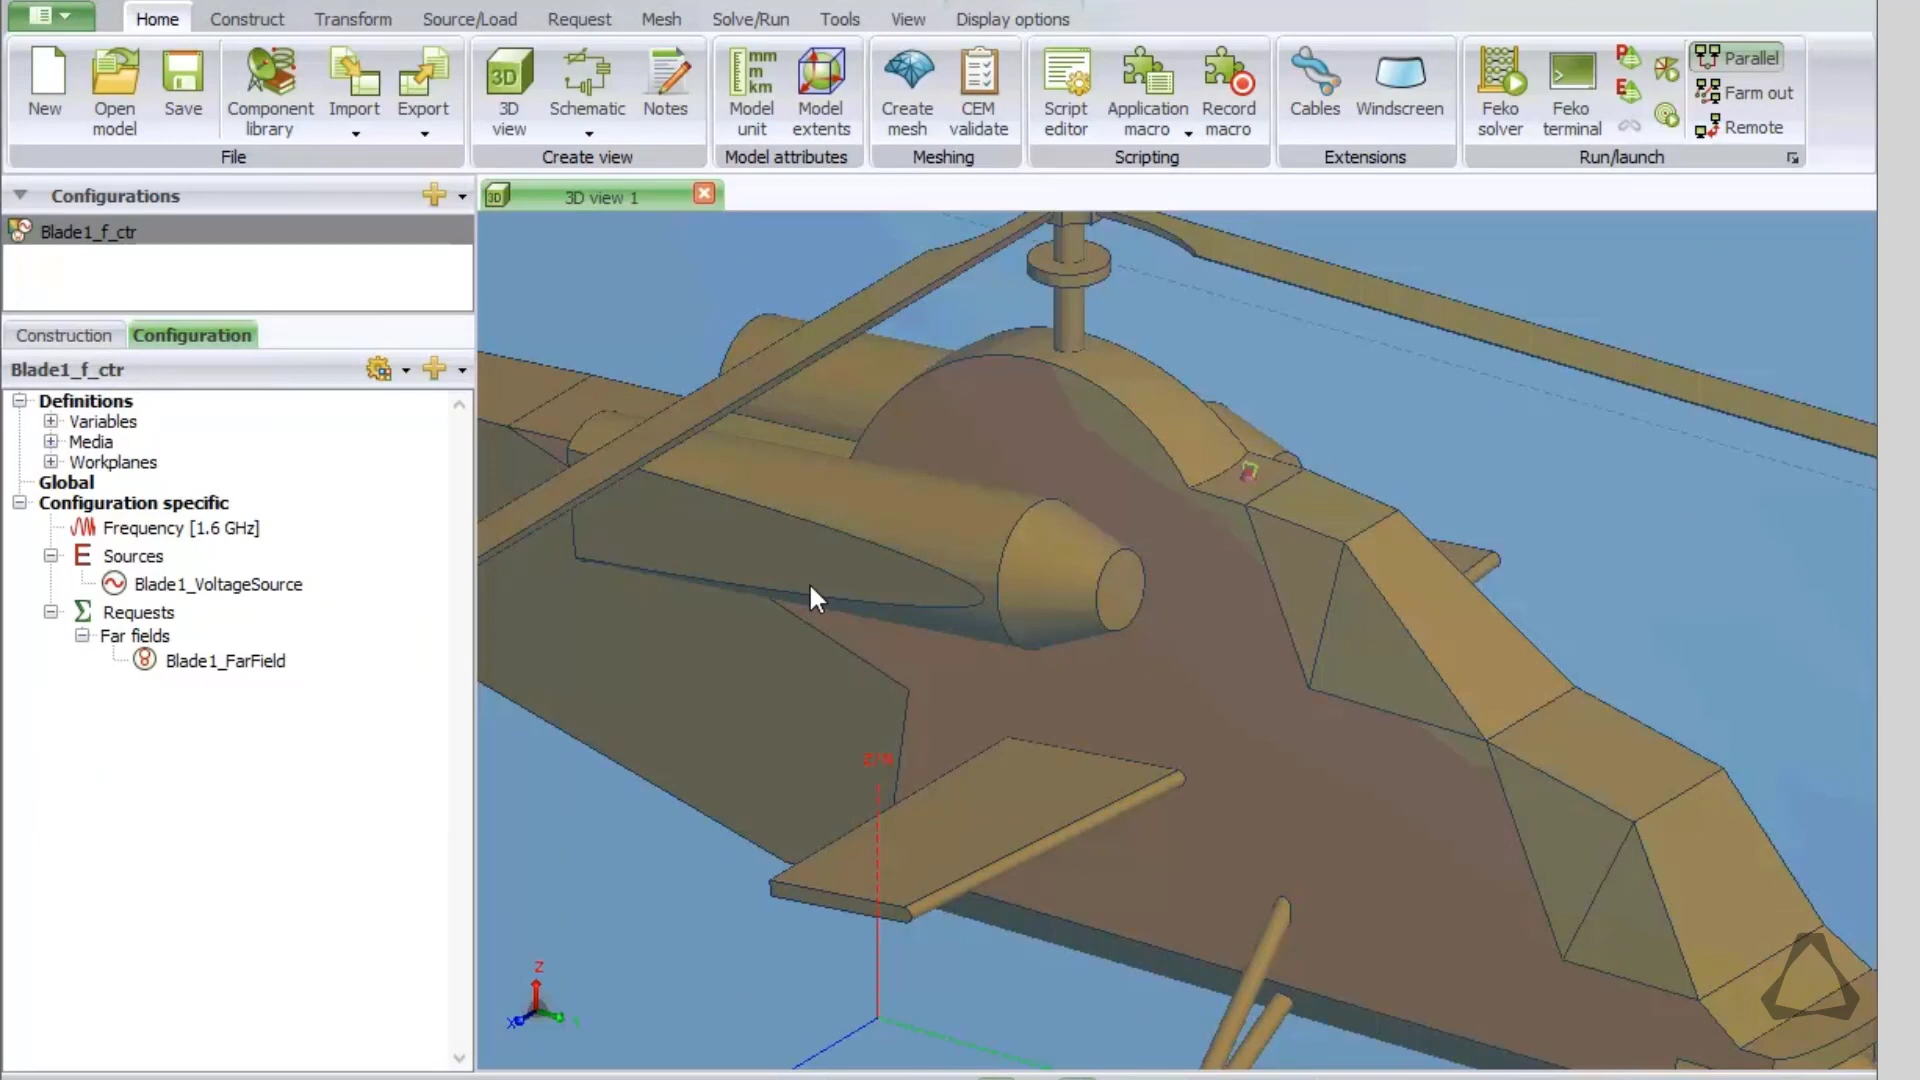 Home Construct Transform Source/Load Request Mesh Solve/Run Tools View Display options
New Open model Save Component library Import Export
3D view Schematic Notes
Model unit Model extents
Create mesh CEM validate
Script editor Application macro Record macro
Cables Windscreen
Feko solver Feko terminal
Parallel
Farm out
Remote
mm
m
km
3D
File Create view Model attributes Meshing Scripting Extensions Run/launch
Configurations
3D view 1
Blade1_f_ctr
Construction Configuration
Blade1_f_ctr
Definitions
Variables
Media
Workplanes
Global
Configuration specific
Frequency [1.6 GHz]
E Sources
Blade1_VoltageSource
Σ Requests
Far fields
Blade1_FarField
Z
X